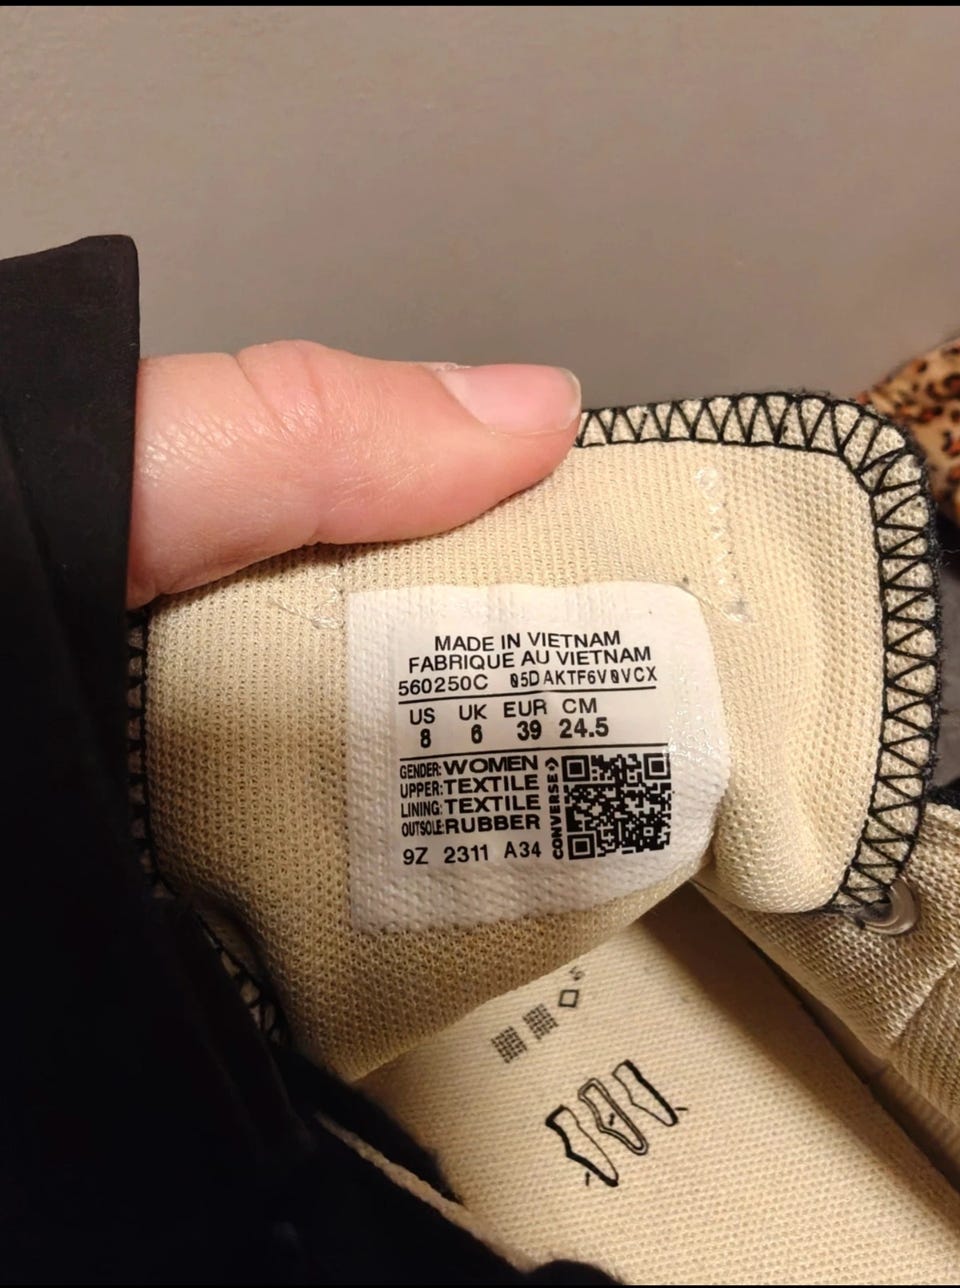 MADE IN VIETNAM
FABRIQUE AU VIETNAM
560250C 05DAKTF6V0VCX
US UK EUR CM
8 6 39 24.5
GENDER: WOMEN
UPPER: TEXTILE
LINING: TEXTILE
OUTSOLE: RUBBER
9Z 2311 A34
CONVERSE